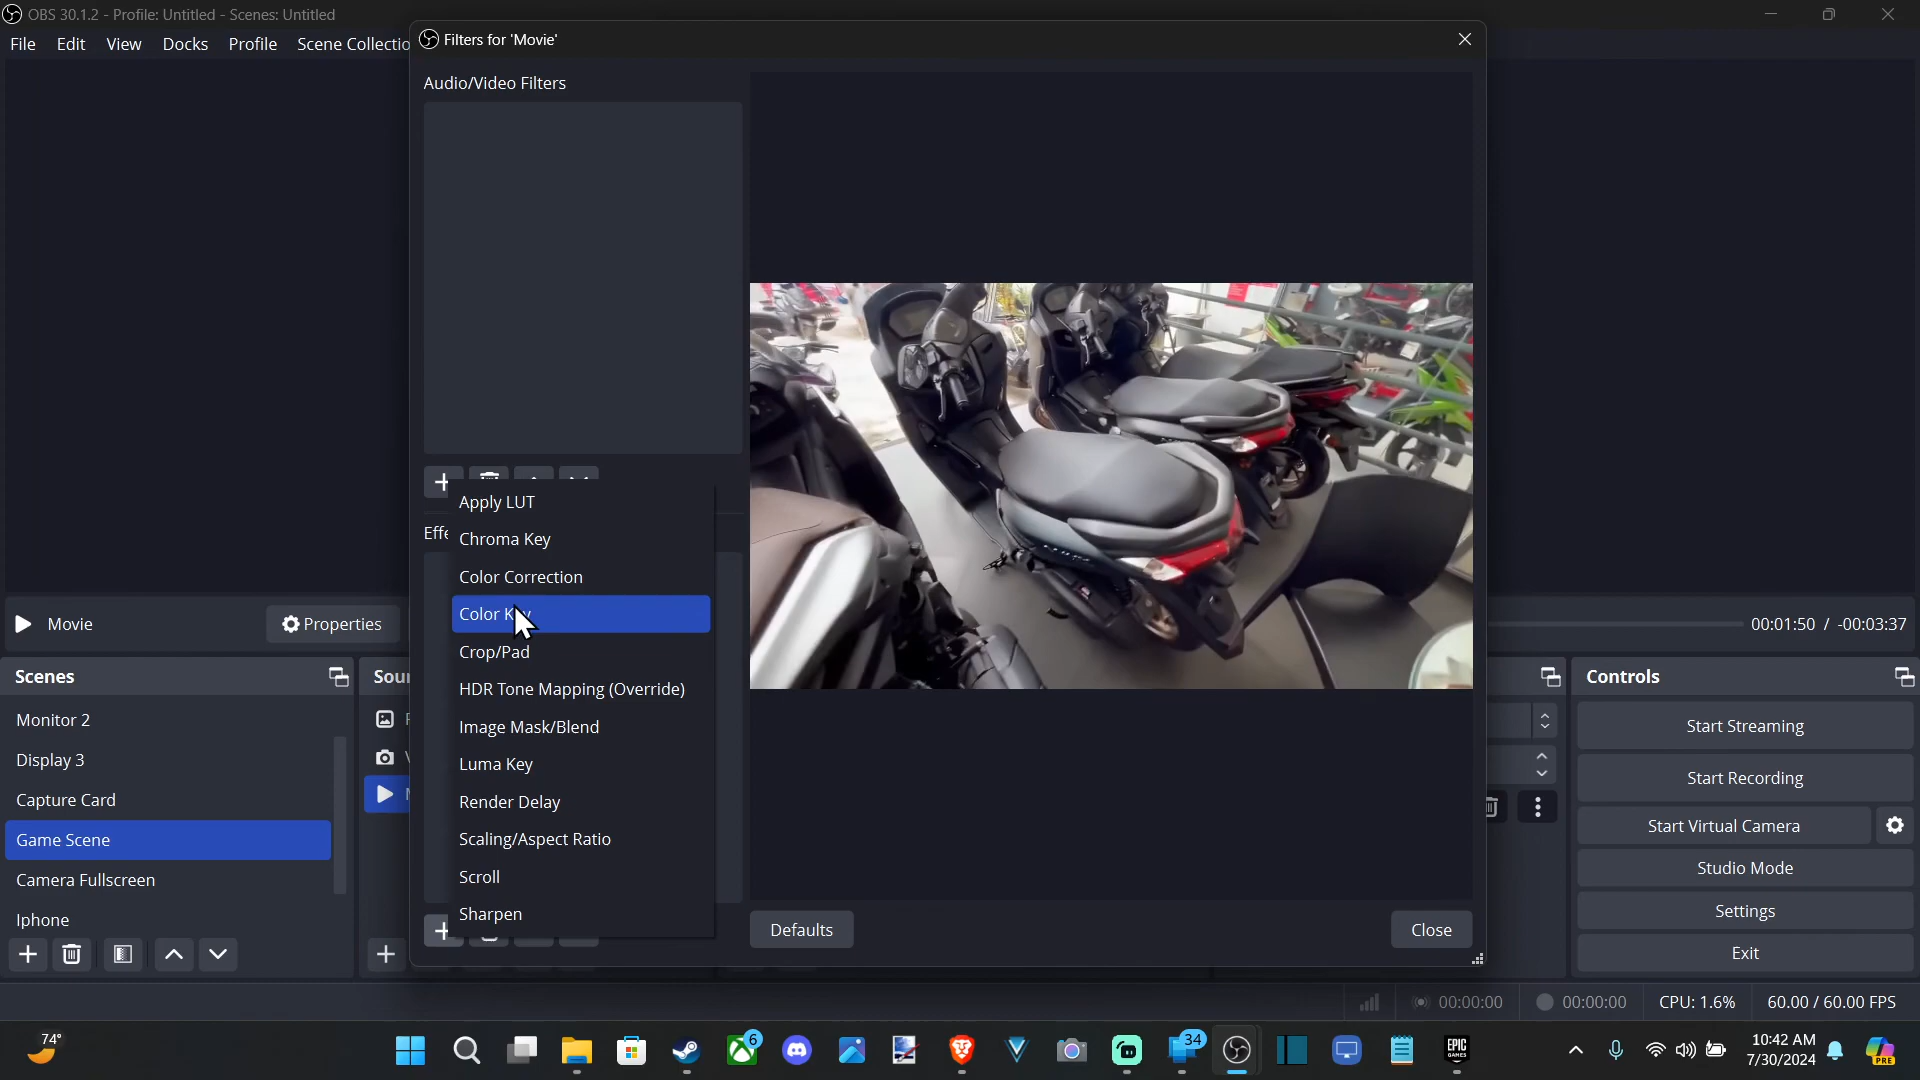 OBS 30.1.2 - Profile: Untitled - Scenes: Untitled
File Edit View Docks Profile Scene Collectio
Filters for 'Movie'
Audio/Video Filters
Effe
Apply LUT
Chroma Key
Color Correction
Color Key
Crop/Pad
HDR Tone Mapping (Override)
Image Mask/Blend
Luma Key
Render Delay
Scaling/Aspect Ratio
Scroll
Sharpen
Defaults
Close
Movie
Properties
00:01:50 / -00:03:37
Scenes
Sour
Monitor 2
Display 3
Capture Card
Game Scene
Camera Fullscreen
Iphone
Controls
Start Streaming
Start Recording
Start Virtual Camera
Studio Mode
Settings
Exit
00:00:00
00:00:00
CPU: 1.6%
60.00 / 60.00 FPS
74°
6
34
EPIC
GAMES
10:42 AM
7/30/2024
PRE